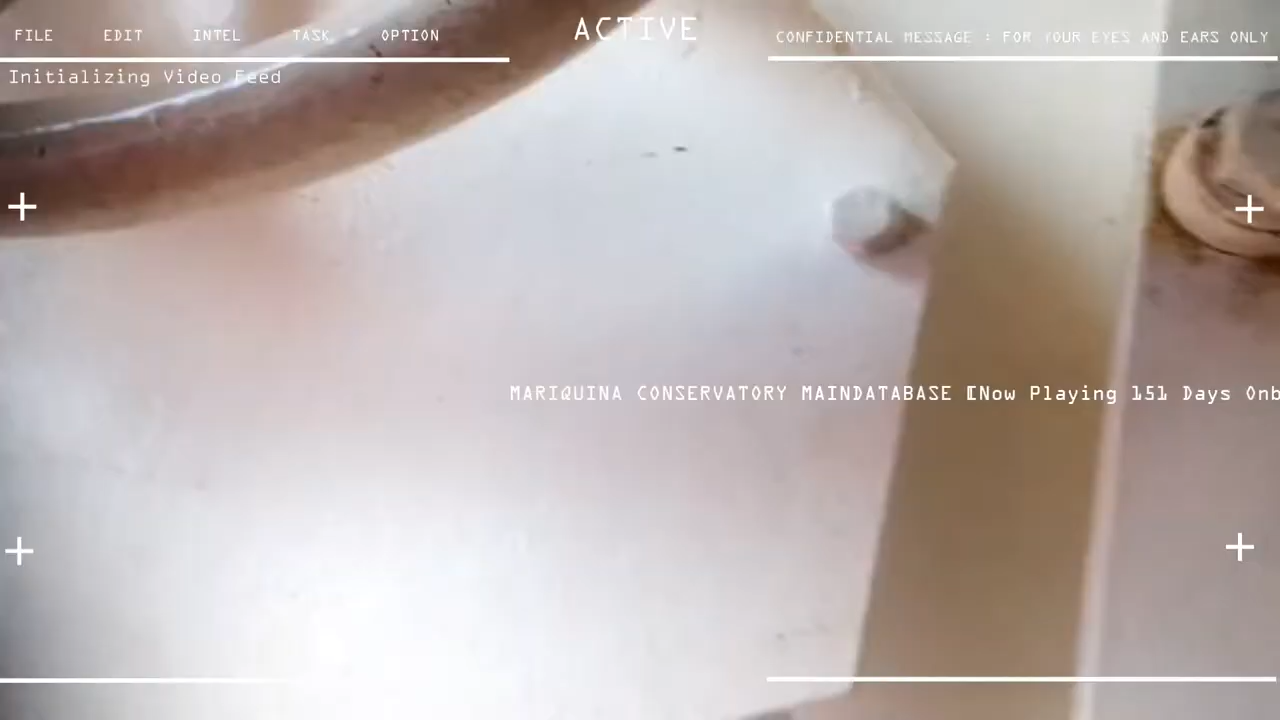 FILE EDIT INTEL TASK OPTION
ACTIVE
CONFIDENTIAL MESSAGE : FOR YOUR EYES AND EARS ONLY
Initializing Video Feed
MARIQUINA CONSERVATORY MAINDATABASE [Now Playing 151 Days Onb